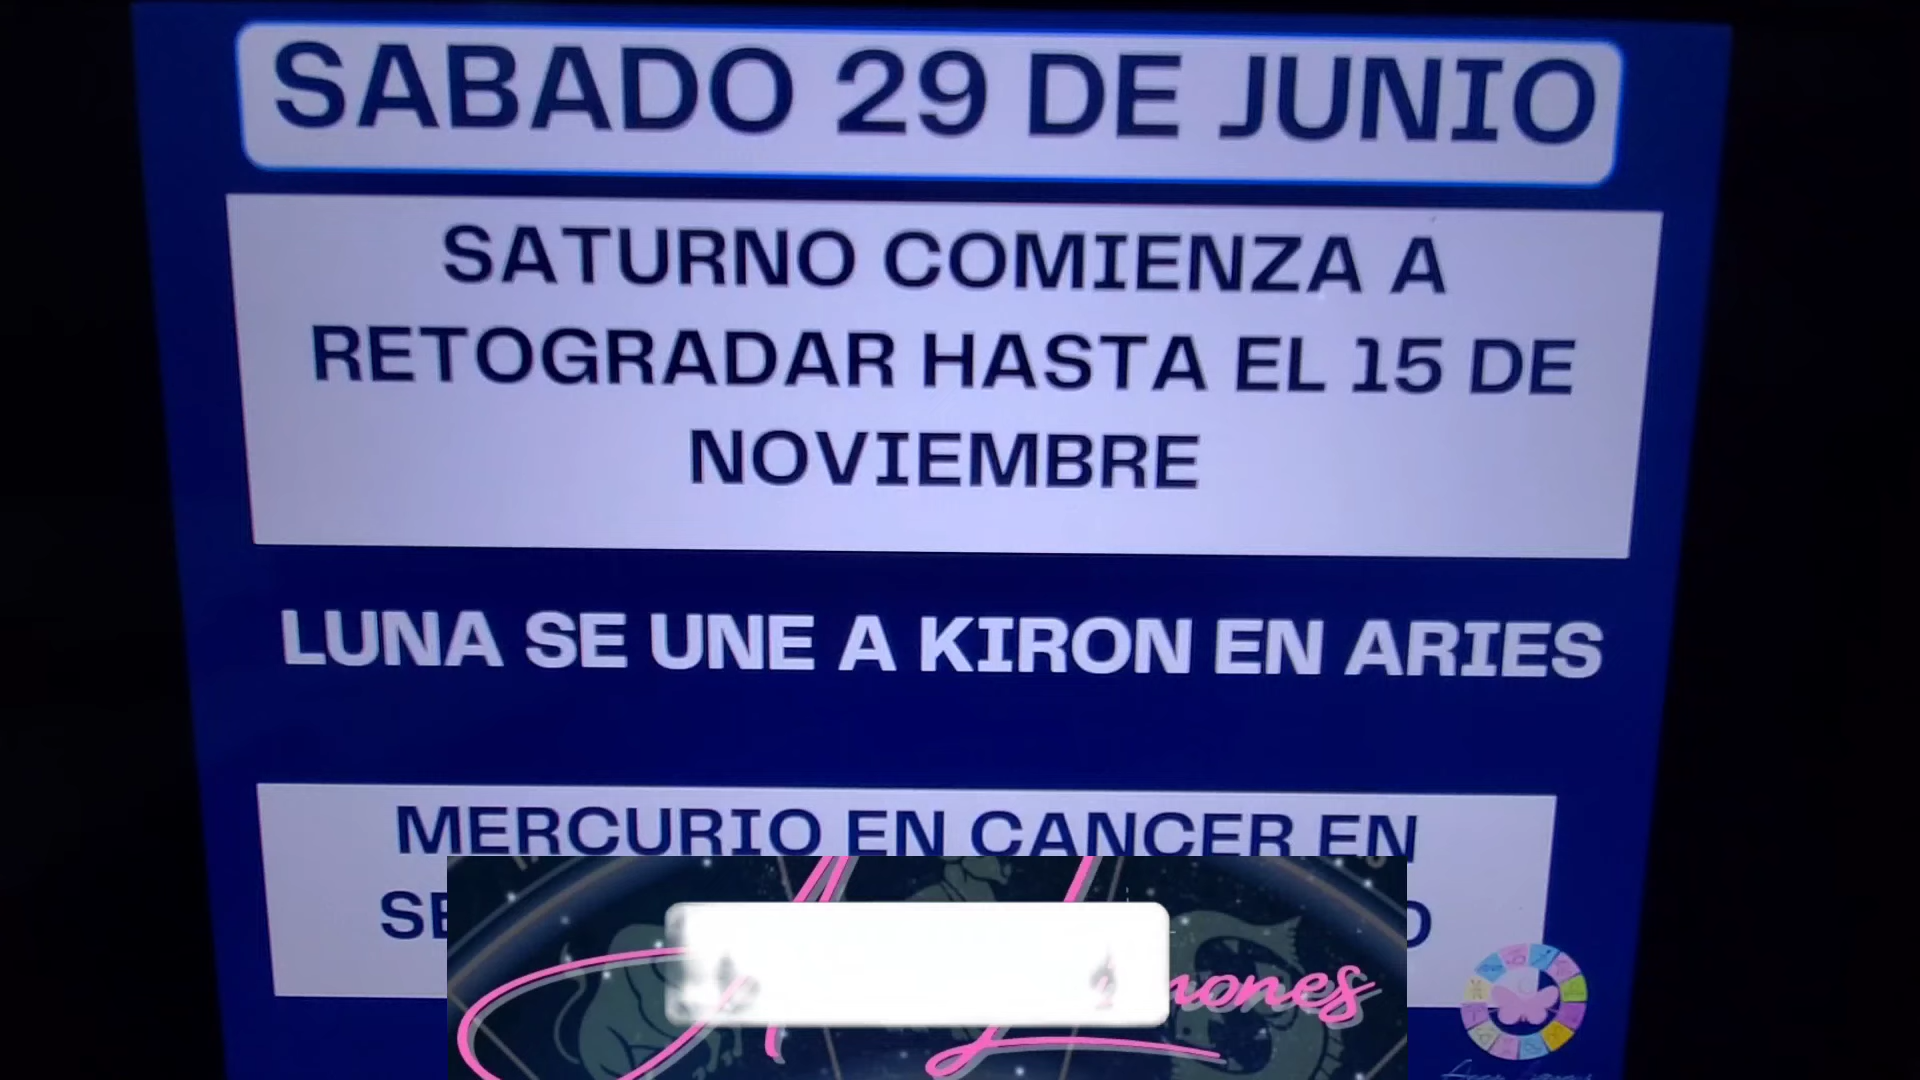 SABADO 29 DE JUNIO
SATURNO COMIENZA A
RETOGRADAR HASTA EL 15 DE
NOVIEMBRE
LUNA SE UNE A KIRON EN ARIES
MERCURIO EN CANCER EN